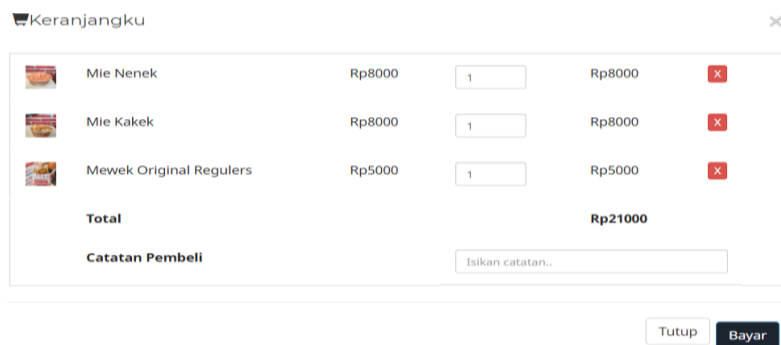 Keranjangku ×
Mie Nenek Rp8000 1 Rp8000 X
Mie Kakek Rp8000 1 Rp8000 X
Mewek Original Regulers Rp5000 1 Rp5000 X
Total Rp21000
Catatan Pembeli Isikan catatan..
Tutup Bayar